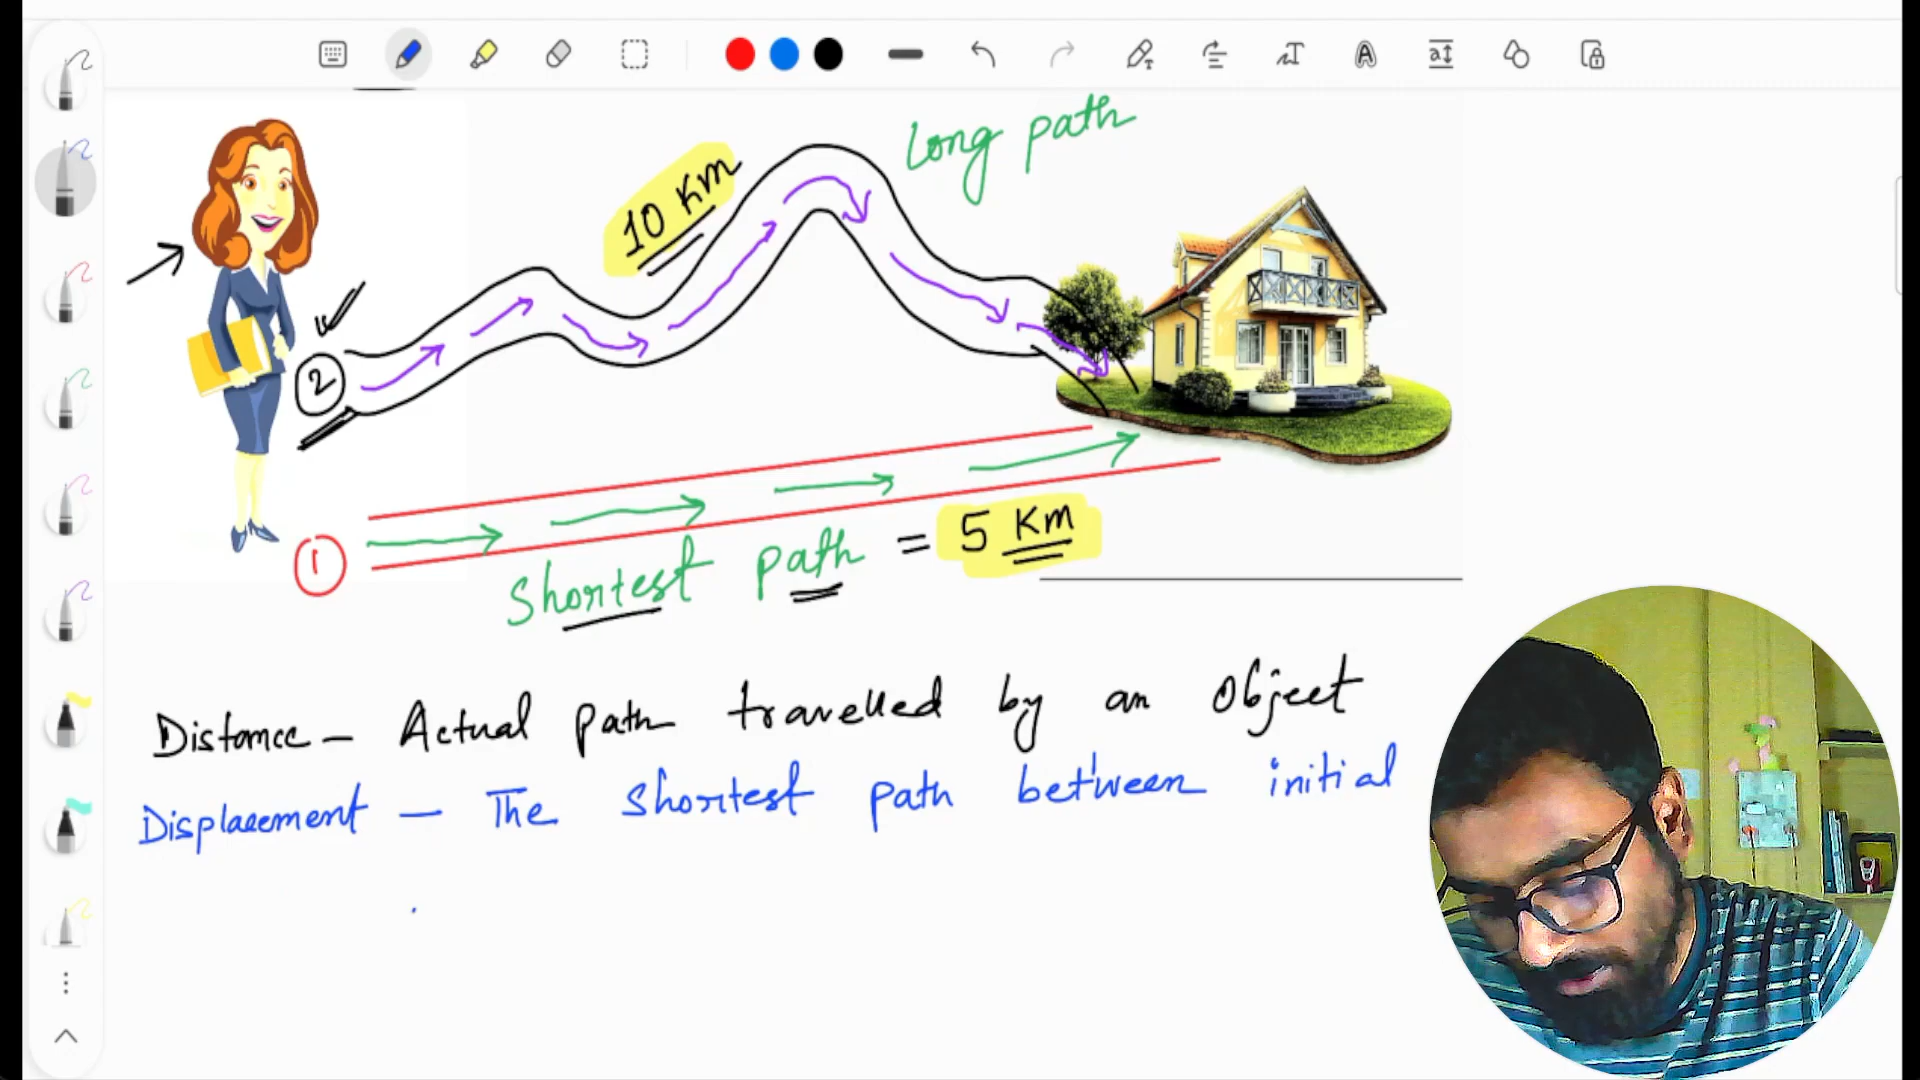 Long path
10 Km
2
1
Shortest path = 5 Km
Distance - Actual path travelled by an Object
Displacement - The Shortest path between initial